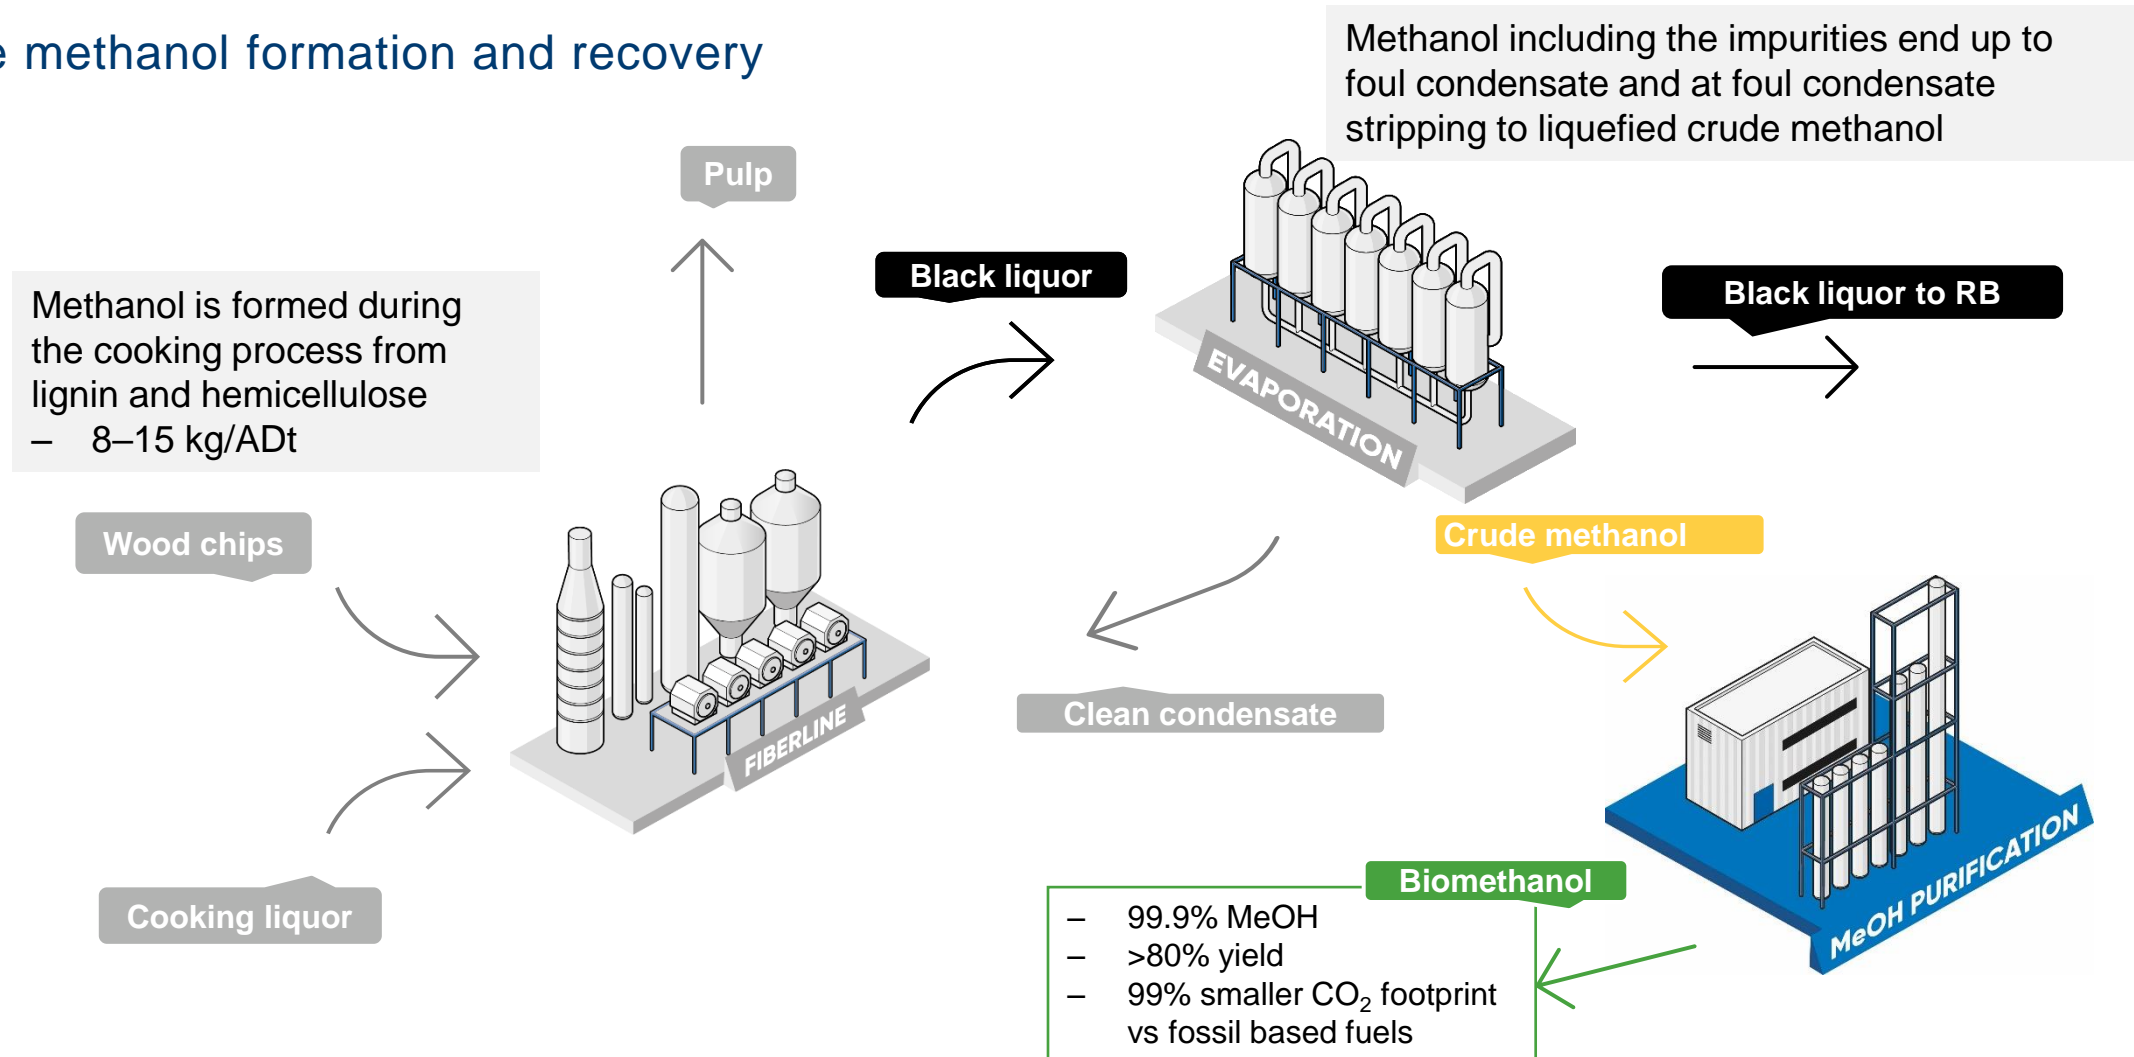 e methanol formation and recovery
Methanol including the impurities end up to
foul condensate and at foul condensate
stripping to liquefied crude methanol
Pulp
Black liquor
Black liquor to RB
Methanol is formed during
the cooking process from
lignin and hemicellulose
– 8–15 kg/ADt
EVAPORATION
Wood chips
Crude methanol
Clean condensate
FIBERLINE
Cooking liquor
MeOH PURIFICATION
Biomethanol
– 99.9% MeOH
– >80% yield
– 99% smaller CO₂ footprint
vs fossil based fuels